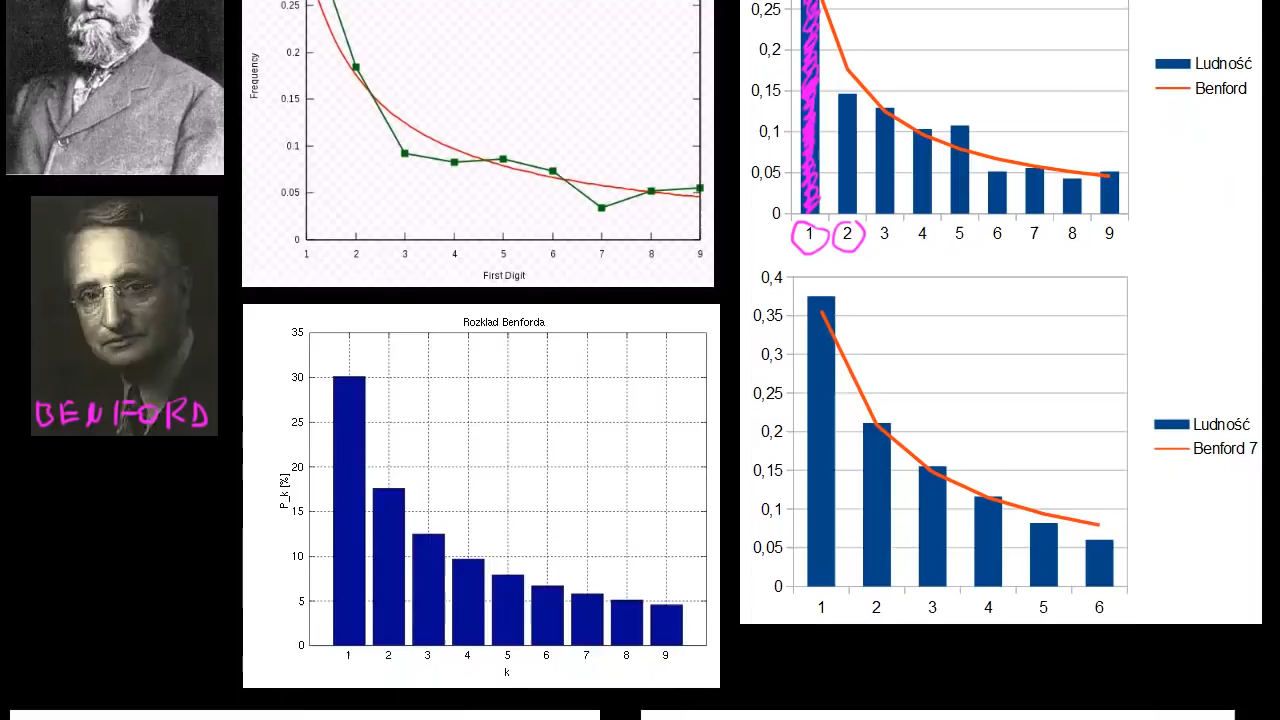 BENFORD
0.25
0.2
0.15
0.1
0.05
0
Frequency
1 2 3 4 5 6 7 8 9
First Digit
Rozkład Benforda
35
30
25
20
15
10
5
0
P_k [%]
1 2 3 4 5 6 7 8 9
k
0,25
0,2
0,15
0,1
0,05
0
1 2 3 4 5 6 7 8 9
Ludność
Benford
0,4
0,35
0,3
0,25
0,2
0,15
0,1
0,05
0
1 2 3 4 5 6
Ludność
Benford 7